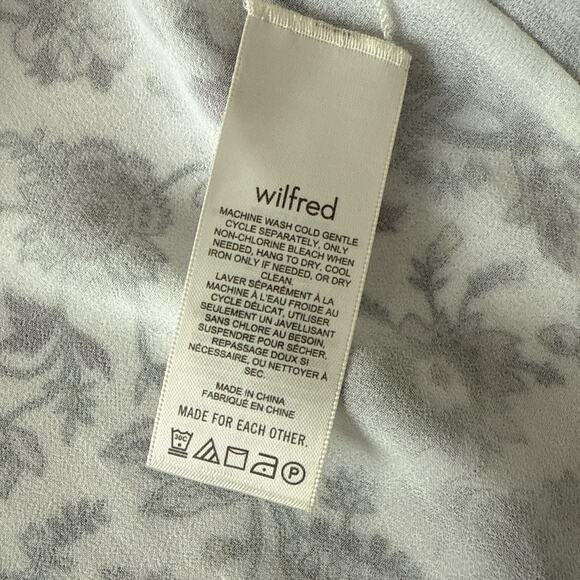 wilfred
MACHINE WASH COLD GENTLE
CYCLE SEPARATELY, ONLY
NON-CHLORINE BLEACH WHEN
NEEDED, HANG TO DRY, COOL
IRON ONLY IF NEEDED, OR DRY
CLEAN.
LAVER SÉPARÉMENT À LA
MACHINE À L'EAU FROIDE AU
CYCLE DÉLICAT, UTILISER
SEULEMENT UN JAVELLISANT
SANS CHLORE AU BESOIN,
SUSPENDRE POUR SÉCHER,
REPASSAGE DOUX SI
NÉCESSAIRE, OU NETTOYER À
SEC.
MADE IN CHINA
FABRIQUÉ EN CHINE
MADE FOR EACH OTHER.
30C P